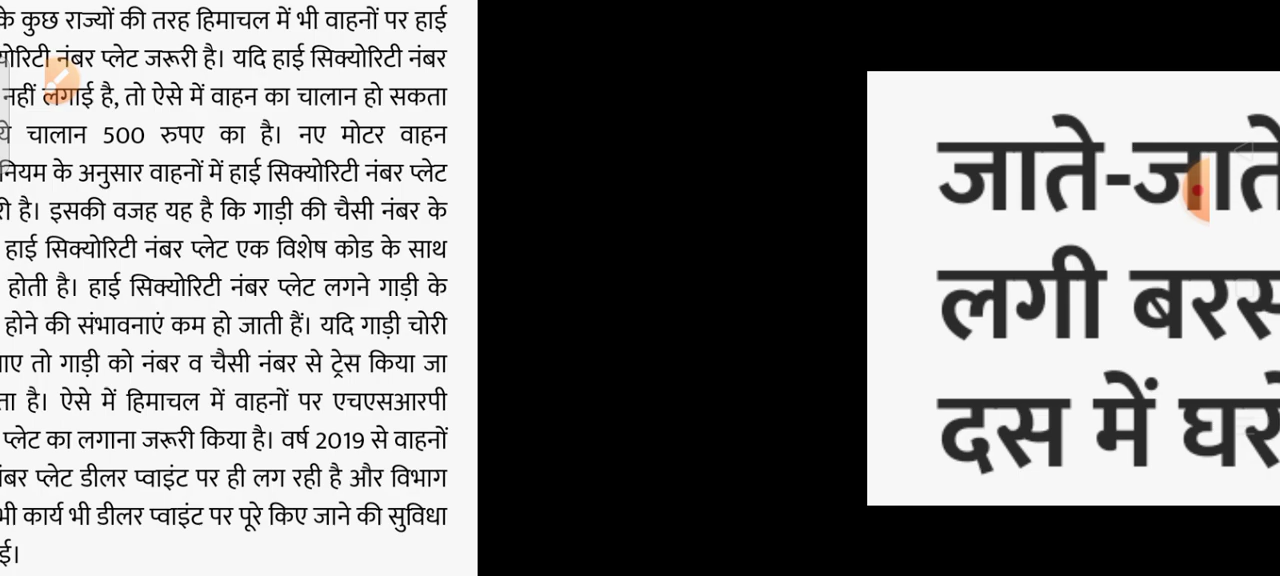 के कुछ राज्यों की तरह हिमाचल में भी वाहनों पर हाई
नंबर प्लेट जरूरी है। यदि हाई सिक्योरिटी नंबर
नहीं लगाई है, तो ऐसे में वाहन का चालान हो सकता
चालान 500 रुपए का है। नए मोटर वाहन
के अनुसार वाहनों में हाई सिक्योरिटी नंबर प्लेट
है। इसकी वजह यह है कि गाड़ी की चैसी नंबर के
हाई सिक्योरिटी नंबर प्लेट एक विशेष कोड के साथ
होती है। हाई सिक्योरिटी नंबर प्लेट लगने गाड़ी के
होने की संभावनाएं कम हो जाती हैं। यदि गाड़ी चोरी
तो गाड़ी को नंबर व चैसी नंबर से ट्रेस किया जा
है। ऐसे में हिमाचल में वाहनों पर एचएसआरपी
प्लेट का लगाना जरूरी किया है। वर्ष 2019 से वाहनों
प्लेट डीलर प्वाइंट पर ही लग रही है और विभाग
कार्य भी डीलर प्वाइंट पर पूरे किए जाने की सुविधा
जाते-जाते
लगी
दस में